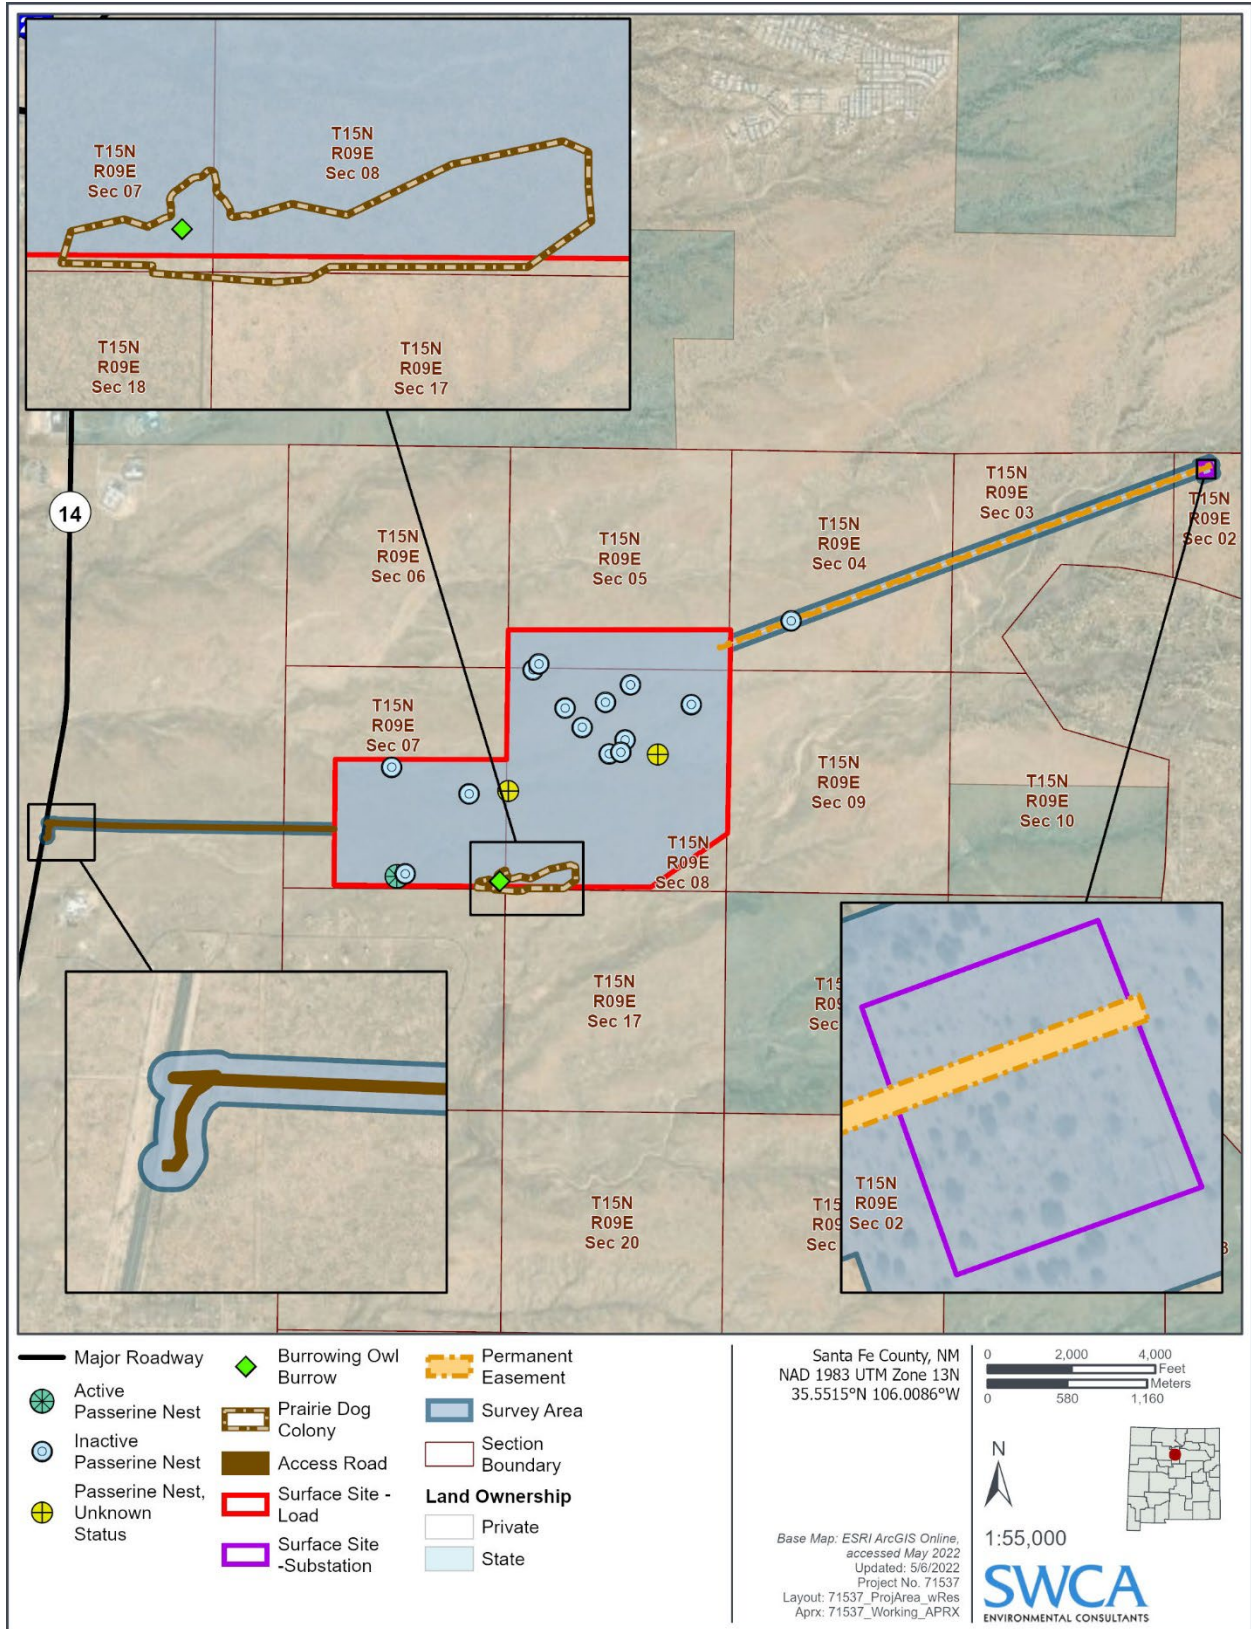 T15N
R09E
Sec 07
T15N
R09E
Sec 08
T15N
R09E
Sec 18
T15N
R09E
Sec 17
14
T15N
R09E
Sec 06
T15N
R09E
Sec 05
T15N
R09E
Sec 04
T15N
R09E
Sec 03
T15N
R09E
Sec 02
T15N
R09E
Sec 07
T15N
R09E
Sec 09
T15N
R09E
Sec 10
T15N
R09E
Sec 08
T15N
R09E
Sec 17
T15
R09
Sec
T15N
R09E
Sec 20
T15
R09
Sec
T15N
R09E
Sec 02
Major Roadway
Active
Passerine Nest
Inactive
Passerine Nest
Passerine Nest,
Unknown
Status
Burrowing Owl
Burrow
Prairie Dog
Colony
Access Road
Surface Site -
Load
Surface Site
-Substation
Permanent
Easement
Survey Area
Section
Boundary
Land Ownership
Private
State
Santa Fe County, NM
NAD 1983 UTM Zone 13N
35.5515°N 106.0086°W
Base Map: ESRI ArcGIS Online,
accessed May 2022
Updated: 5/6/2022
Project No. 71537
Layout: 71537_ProjArea_wRes
Aprx: 71537_Working_APRX
0 2,000 4,000
Feet
Meters
0 580 1,160
N
1:55,000
SWCA
ENVIRONMENTAL CONSULTANTS